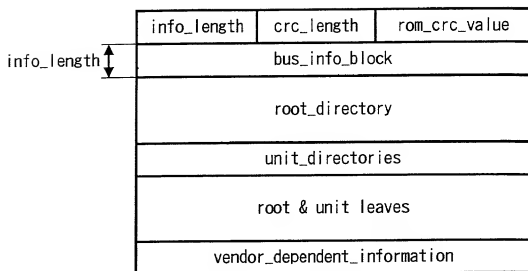 info_length crc_length rom_crc_value
info_length bus_info_block
root_directory
unit_directories
root & unit leaves
vendor_dependent_information